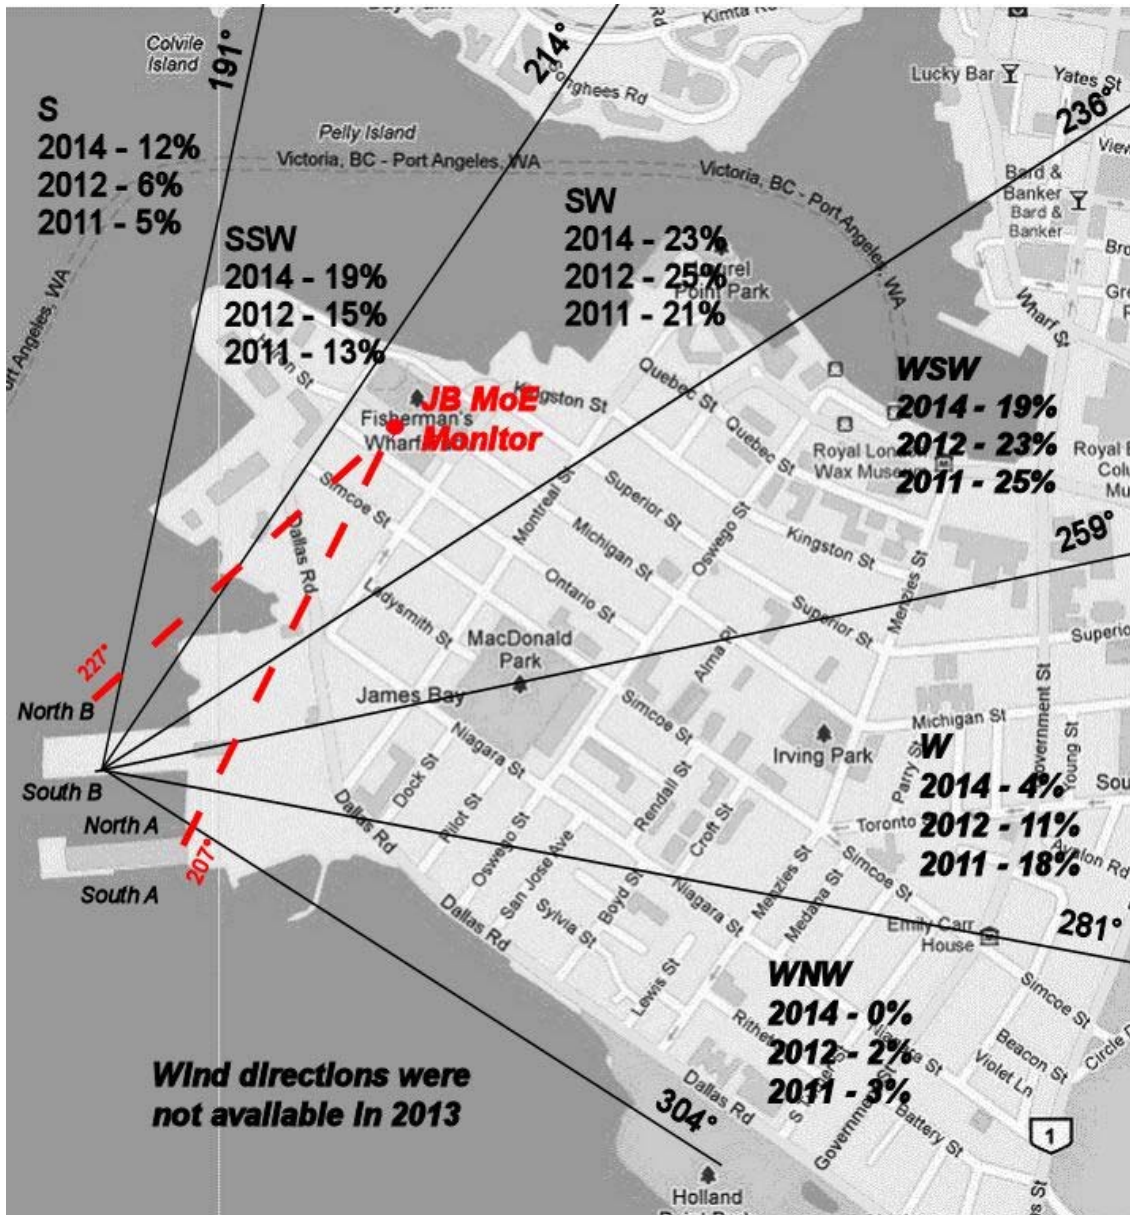 Colvile
Island
191°
214°
Kimta Rd
Songhees Rd
Lucky Bar
Yates St
236°
View
S
2014 - 12%
2012 - 6%
2011 - 5%
Pelly Island
Victoria, BC - Port Angeles, WA
Victoria, BC - Port Angeles, WA
Bard &
Banker
Bard &
Banker
SSW
2014 - 19%
2012 - 15%
2011 - 13%
SW
2014 - 23%
2012 - 25%
2011 - 21%
Laurel
Point Park
Wharf St
WSW
2014 - 19%
2012 - 23%
2011 - 25%
JB MoE
Monitor
Fisherman's
Kingston St
Quebec St
Quebec St
Royal London
Wax Museum
Simcoe St
Montreal St
Superior St
Michigan St
Oswego St
Kingston St
Menzies St
259°
Dallas Rd
Ladysmith St
Ontario St
Superior St
MacDonald
Park
Alma Pl
James Bay
227°
North B
South B
North A
207°
South A
Niagara St
Simcoe St
Irving Park
Michigan St
Government St
Young St
Parry St
Toronto
W
2014 - 4%
2012 - 11%
2011 - 18%
Avalon Rd
Dock St
Pilot St
Dallas Rd
Oswego St
San Jose Ave
Rendall St
Croft St
Dallas Rd
Sylvia St
Boyd St
Niagara St
Menzies St
Medana St
Simcoe St
Emily Carr
House
281°
Lewis St
WNW
2014 - 0%
2012 - 2%
2011 - 3%
Niagara St
Simcoe St
Beacon St
Violet Ln
Battery St
Government St
Dallas Rd
Wind directions were
not available in 2013
304°
1
Holland